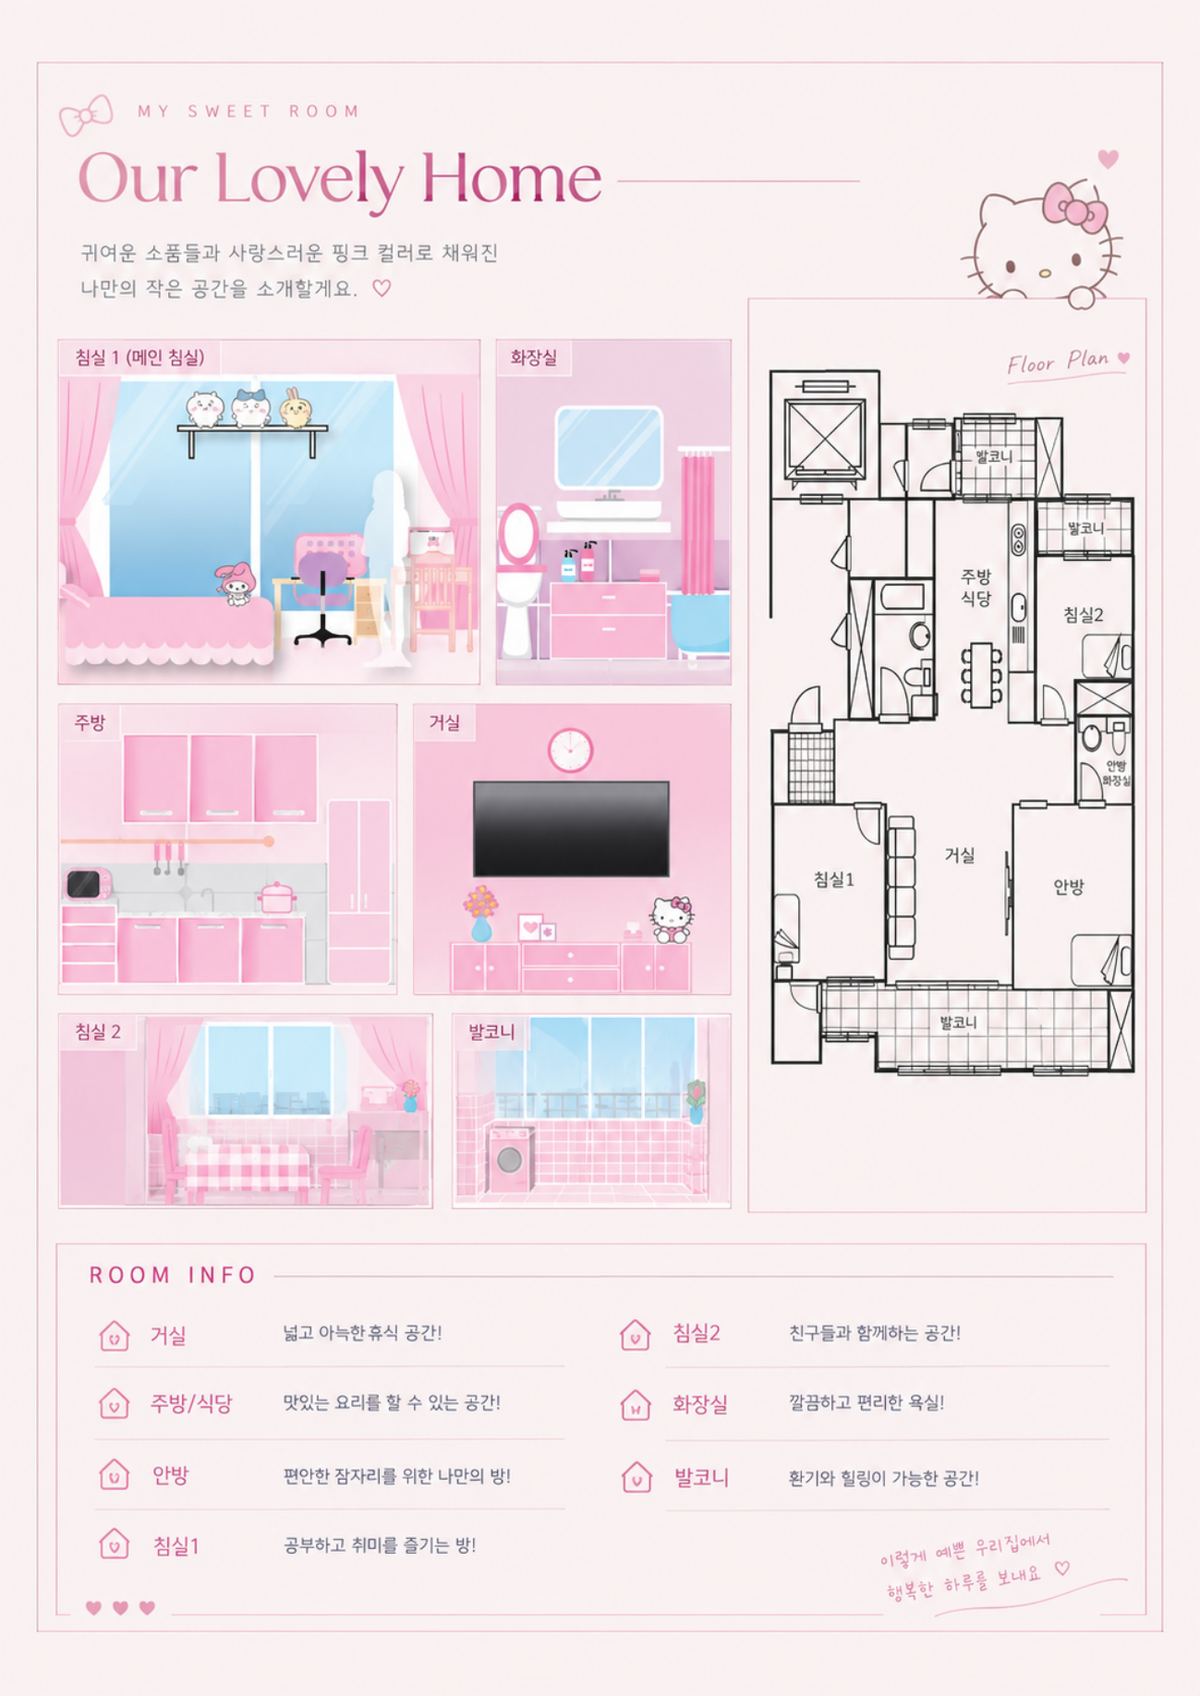 MY SWEET ROOM
Our Lovely Home
귀여운 소품들과 사랑스러운 핑크 컬러로 채워진
나만의 작은 공간을 소개할게요. ♡
침실 1 (메인 침실)
화장실
주방
거실
침실 2
발코니
Floor Plan ♥
발코니
발코니
주방
식당
침실2
안방
화장실
거실
침실1
안방
발코니
ROOM INFO
거실 넓고 아늑한 휴식 공간!
주방/식당 맛있는 요리를 할 수 있는 공간!
안방 편안한 잠자리를 위한 나만의 방!
침실1 공부하고 취미를 즐기는 방!
침실2 친구들과 함께하는 공간!
화장실 깔끔하고 편리한 욕실!
발코니 환기와 힐링이 가능한 공간!
이렇게 예쁜 우리집에서
행복한 하루를 보내요 ♡